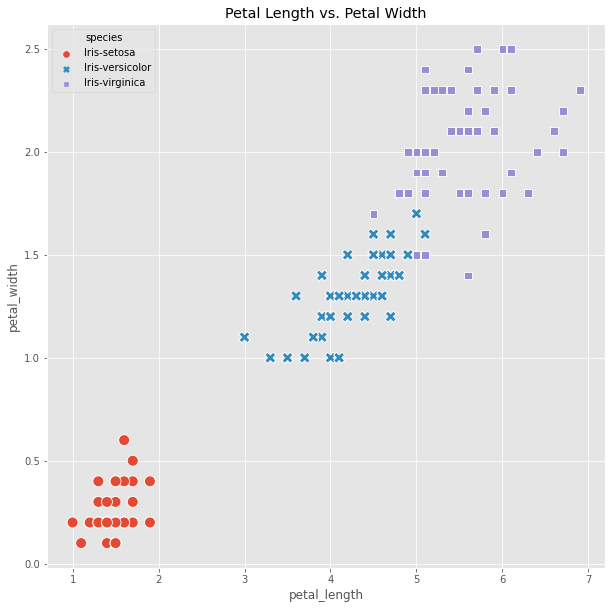 Petal Length vs. Petal Width
species
Iris-setosa
Iris-versicolor
Iris-virginica
petal_width
2.5
2.0
1.5
1.0
0.5
0.0
1 2 3 4 5 6 7
petal_length